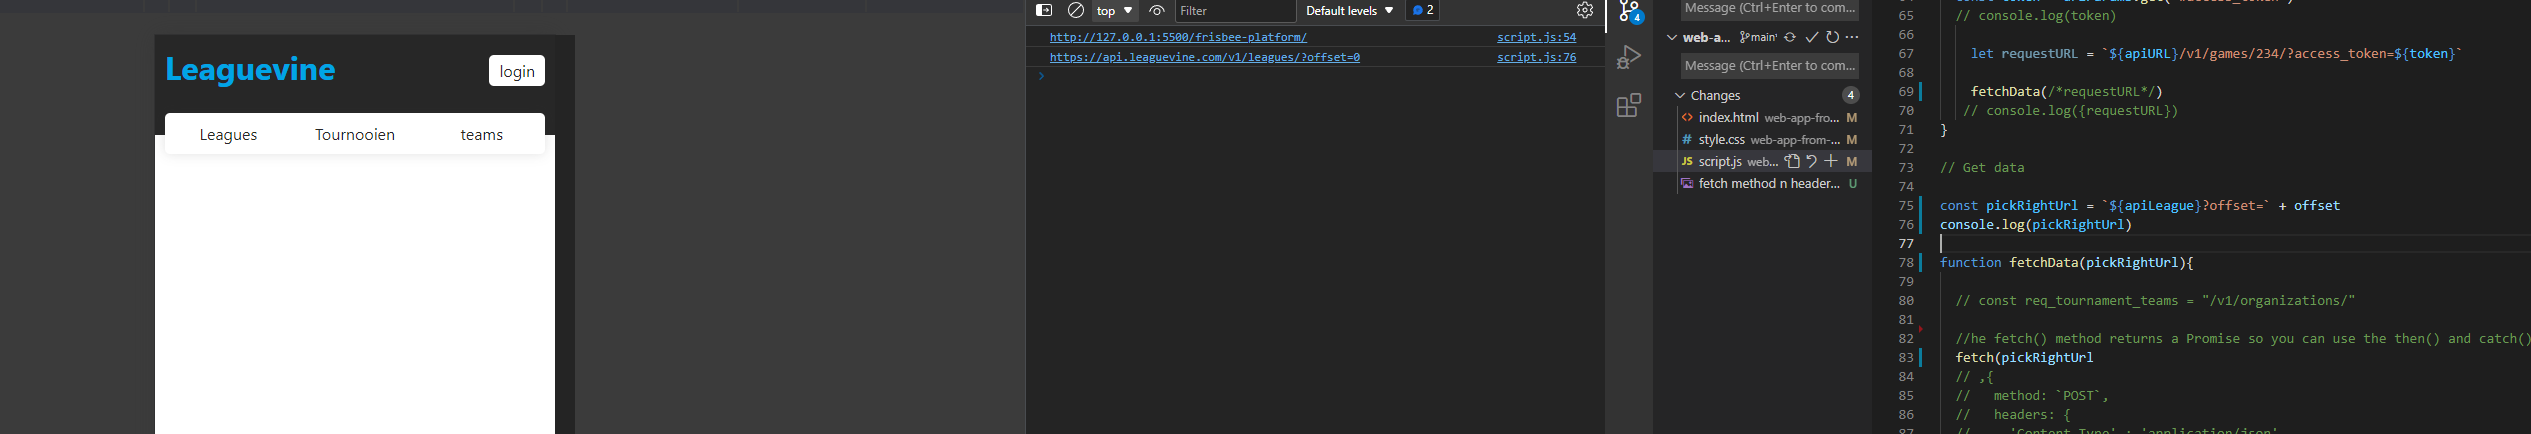 Leaguevine
login
Leagues Tournooien teams
top Filter Default levels 2
http://127.0.0.1:5500/frisbee-platform/ script.js:54
https://api.leaguevine.com/v1/leagues/?offset=0 script.js:76
4
Message (Ctrl+Enter to com...
web-a... main*
Message (Ctrl+Enter to com...
Changes 4
index.html web-app-fro... M
style.css web-app-from-... M
JS script.js web... M
fetch method n header... U
65 // console.log(token)
66
67 let requestURL = `${apiURL}/v1/games/234/?access_token=${token}`
68
69 fetchData(/*requestURL*/)
70 // console.log({requestURL})
71 }
72
73 // Get data
74
75 const pickRightUrl = `${apiLeague}?offset=` + offset
76 console.log(pickRightUrl)
77
78 function fetchData(pickRightUrl){
79
80 // const req_tournament_teams = "/v1/organizations/"
81
82 //he fetch() method returns a Promise so you can use the then() and catch()
83 fetch(pickRightUrl
84 // ,{
85 // method: `POST`,
86 // headers: {